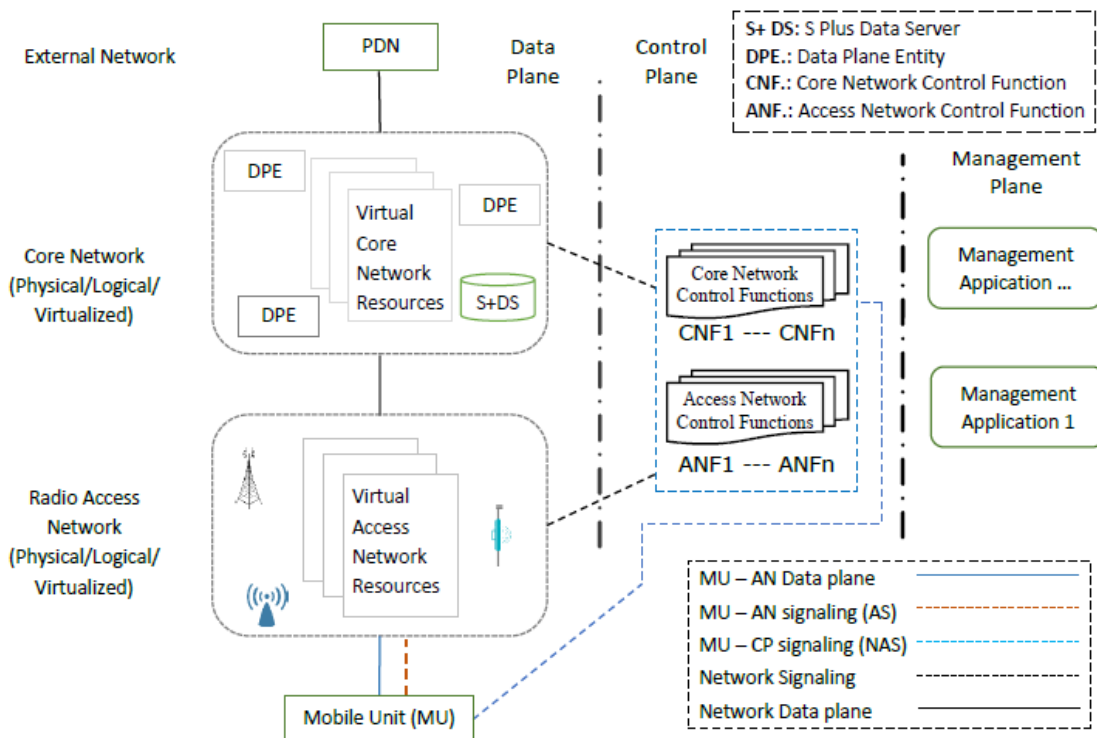 External Network
PDN
Data
Plane
Control
Plane
S+ DS: S Plus Data Server
DPE.: Data Plane Entity
CNF.: Core Network Control Function
ANF.: Access Network Control Function
Management
Plane
DPE
DPE
Virtual
Core
Network
Resources
S+DS
DPE
Core Network
(Physical/Logical/
Virtualized)
Core Network
Control Functions
CNF1 --- CNFn
Access Network
Control Functions
ANF1 --- ANFn
Management
Appication ...
Management
Application 1
Radio Access
Network
(Physical/Logical/
Virtualized)
Virtual
Access
Network
Resources
Mobile Unit (MU)
MU – AN Data plane
MU – AN signaling (AS)
MU – CP signaling (NAS)
Network Signaling
Network Data plane